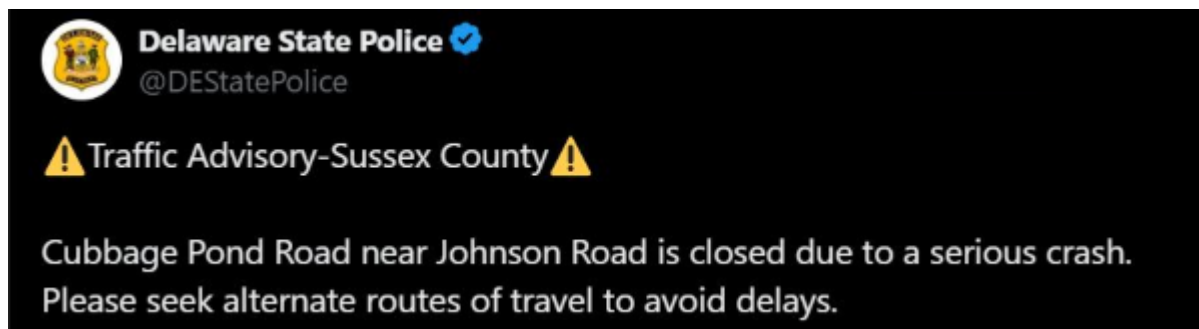 Delaware State Police
@DEStatePolice
⚠️Traffic Advisory-Sussex County⚠️
Cubbage Pond Road near Johnson Road is closed due to a serious crash.
Please seek alternate routes of travel to avoid delays.